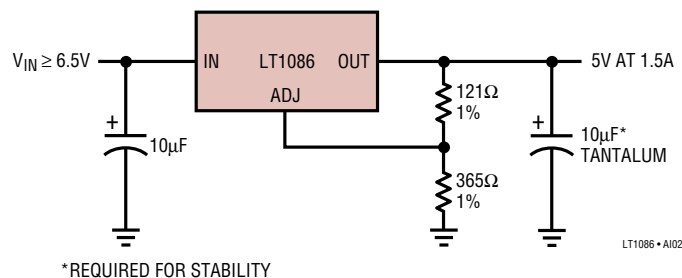 V_IN ≥ 6.5V
IN LT1086 OUT
ADJ
5V AT 1.5A
121Ω
1%
+
10µF
+
10µF*
TANTALUM
365Ω
1%
LT1086 • AI02
*REQUIRED FOR STABILITY